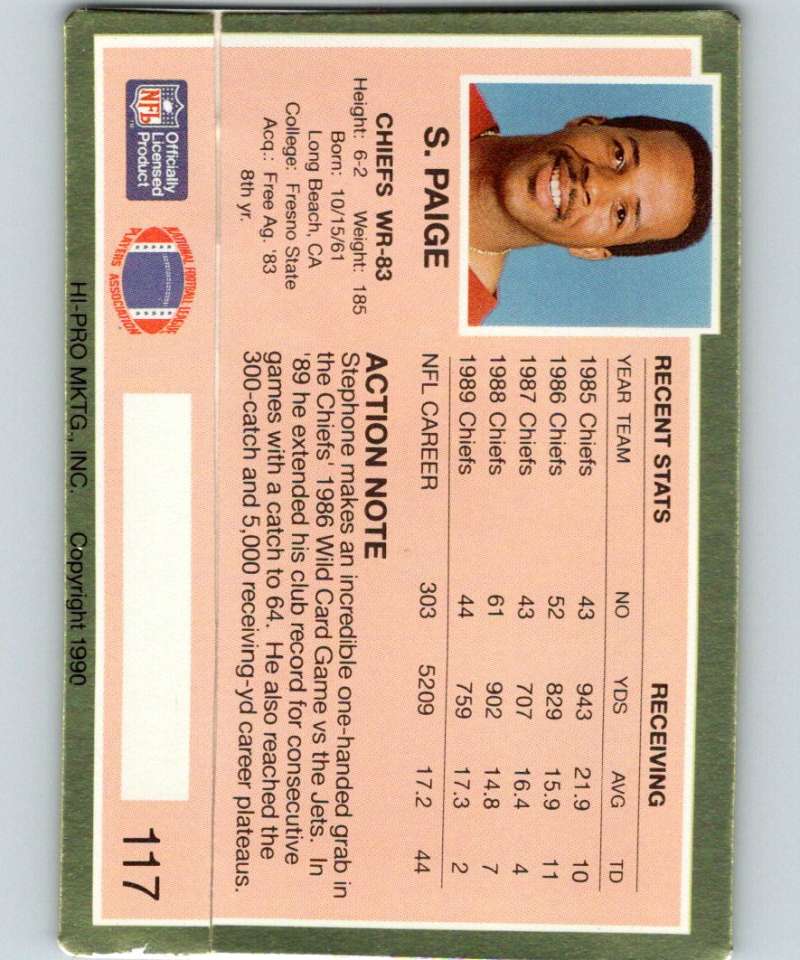 S. PAIGE
CHIEFS WR-83
Height: 6-2 Weight: 185
Born: 10/15/61
Long Beach, CA
College: Fresno State
Acq.: Free Ag. '83
8th yr.
RECENT STATS RECEIVING
YEAR TEAM NO YDS AVG TD
1985 Chiefs 43 943 21.9 10
1986 Chiefs 52 829 15.9 11
1987 Chiefs 43 707 16.4 4
1988 Chiefs 61 902 14.8 7
1989 Chiefs 44 759 17.3 2
NFL CAREER 303 5209 17.2 44
ACTION NOTE
Stephone makes an incredible one-handed grab in
the Chiefs' 1986 Wild Card Game vs the Jets. In
'89 he extended his club record for consecutive
games with a catch to 64. He also reached the
300-catch and 5,000 receiving-yd career plateaus.
NFL
Officially
Licensed
Product
NATIONAL FOOTBALL LEAGUE
PLAYERS ASSOCIATION
117
HI-PRO MKTG., INC. Copyright 1990